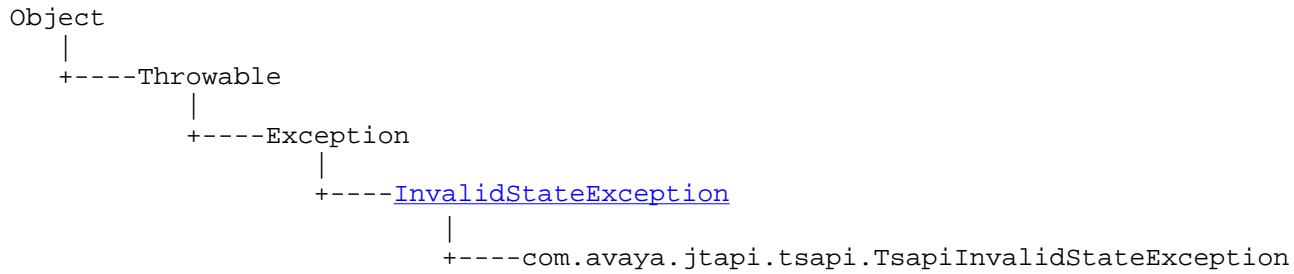 Object
   |
   +----Throwable
           |
           +----Exception
                   |
                   +----InvalidStateException
                           |
                           +----com.avaya.jtapi.tsapi.TsapiInvalidStateException